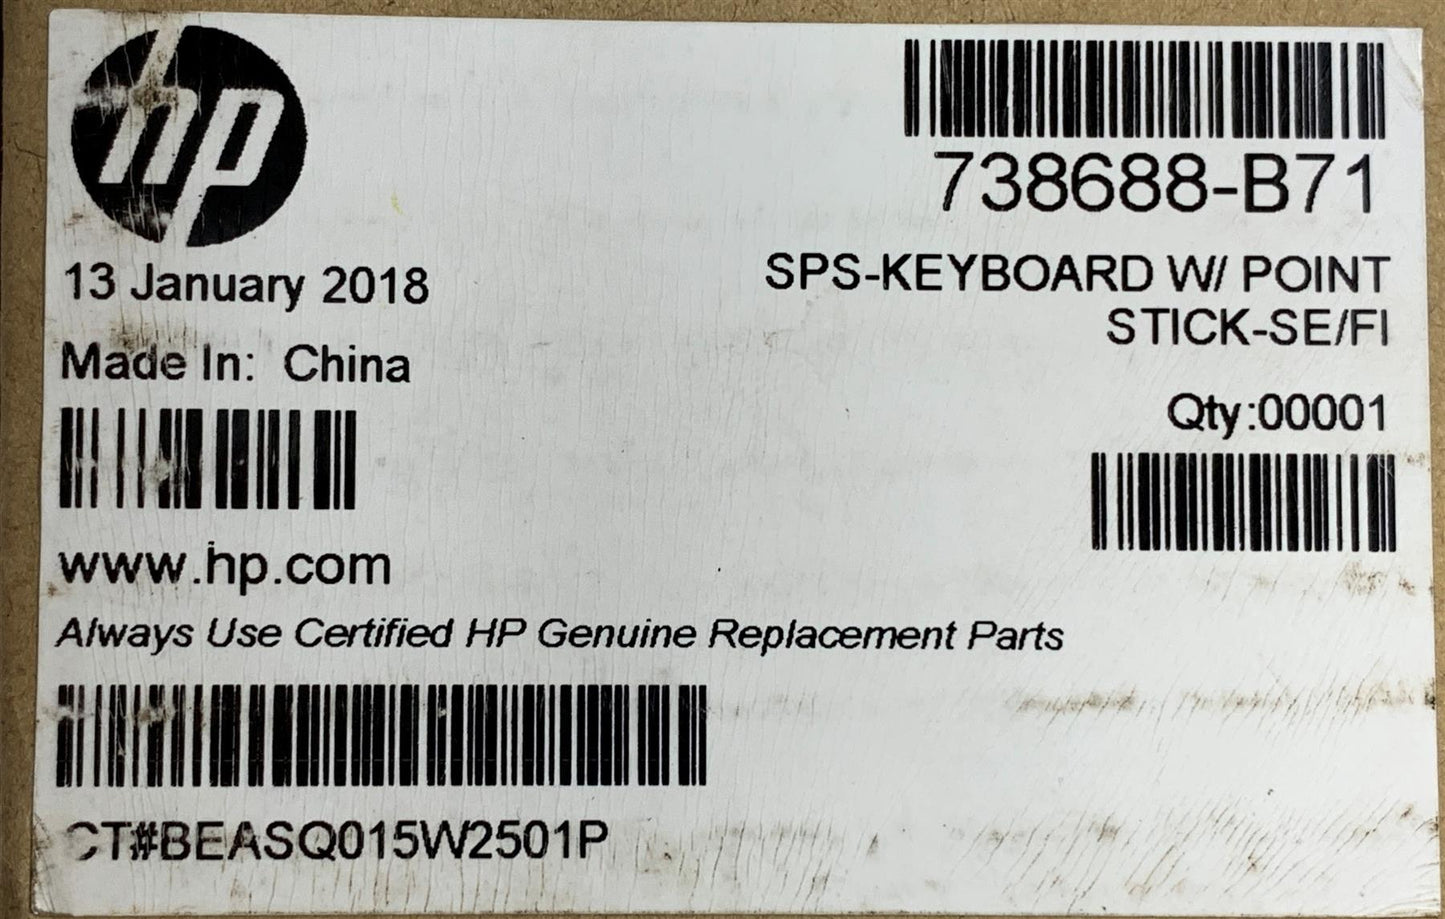 hp
738688-B71
13 January 2018
SPS-KEYBOARD W/ POINT
STICK-SE/FI
Made In: China
Qty:00001
www.hp.com
Always Use Certified HP Genuine Replacement Parts
CT#BEASQ015W2501P